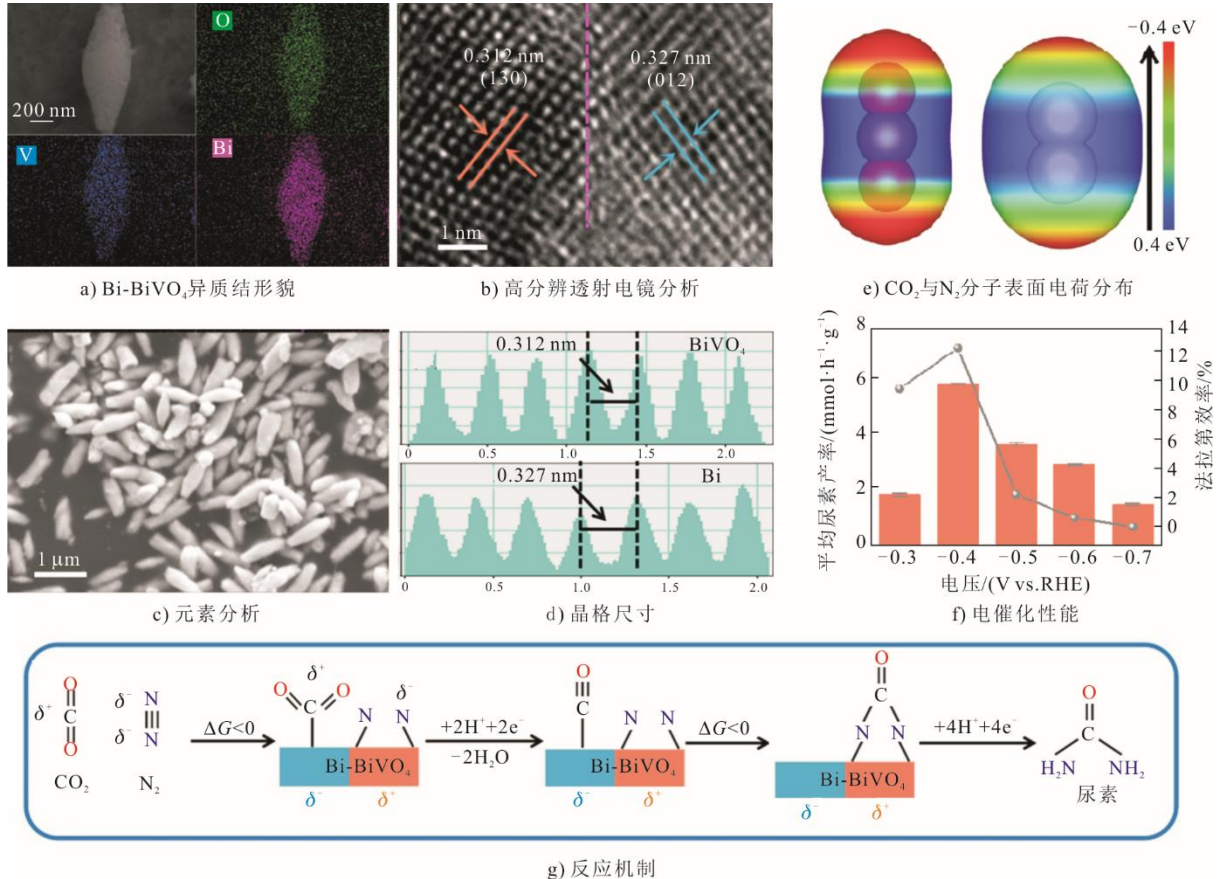 O
200 nm
V
Bi
a) Bi-BiVO₄异质结形貌
0.312 nm
(130)
0.327 nm
(012)
1 nm
b) 高分辨透射电镜分析
−0.4 eV
0.4 eV
e) CO₂与N₂分子表面电荷分布
1 μm
c) 元素分析
0.312 nm
BiVO₄
0 0.5 1.0 1.5 2.0
0.327 nm
Bi
0 0.5 1.0 1.5 2.0
d) 晶格尺寸
平均尿素产率/(mmol·h⁻¹·g⁻¹)
8
6
4
2
0
14
12
10
8
6
4
2
0
法拉第效率/%
−0.3 −0.4 −0.5 −0.6 −0.7
电压/(V vs.RHE)
f) 电催化性能
δ⁺ O C O
CO₂
δ⁻ N
δ⁻ N
N₂
ΔG<0
δ⁺ δ⁻
O O N N
C
Bi-BiVO₄
δ⁻ δ⁺
+2H⁺+2e⁻
−2H₂O
O
C N N
Bi-BiVO₄
δ⁻ δ⁺
ΔG<0
O
C
N N
Bi-BiVO₄
δ⁻ δ⁺
+4H⁺+4e⁻
O
C
H₂N NH₂
尿素
g) 反应机制